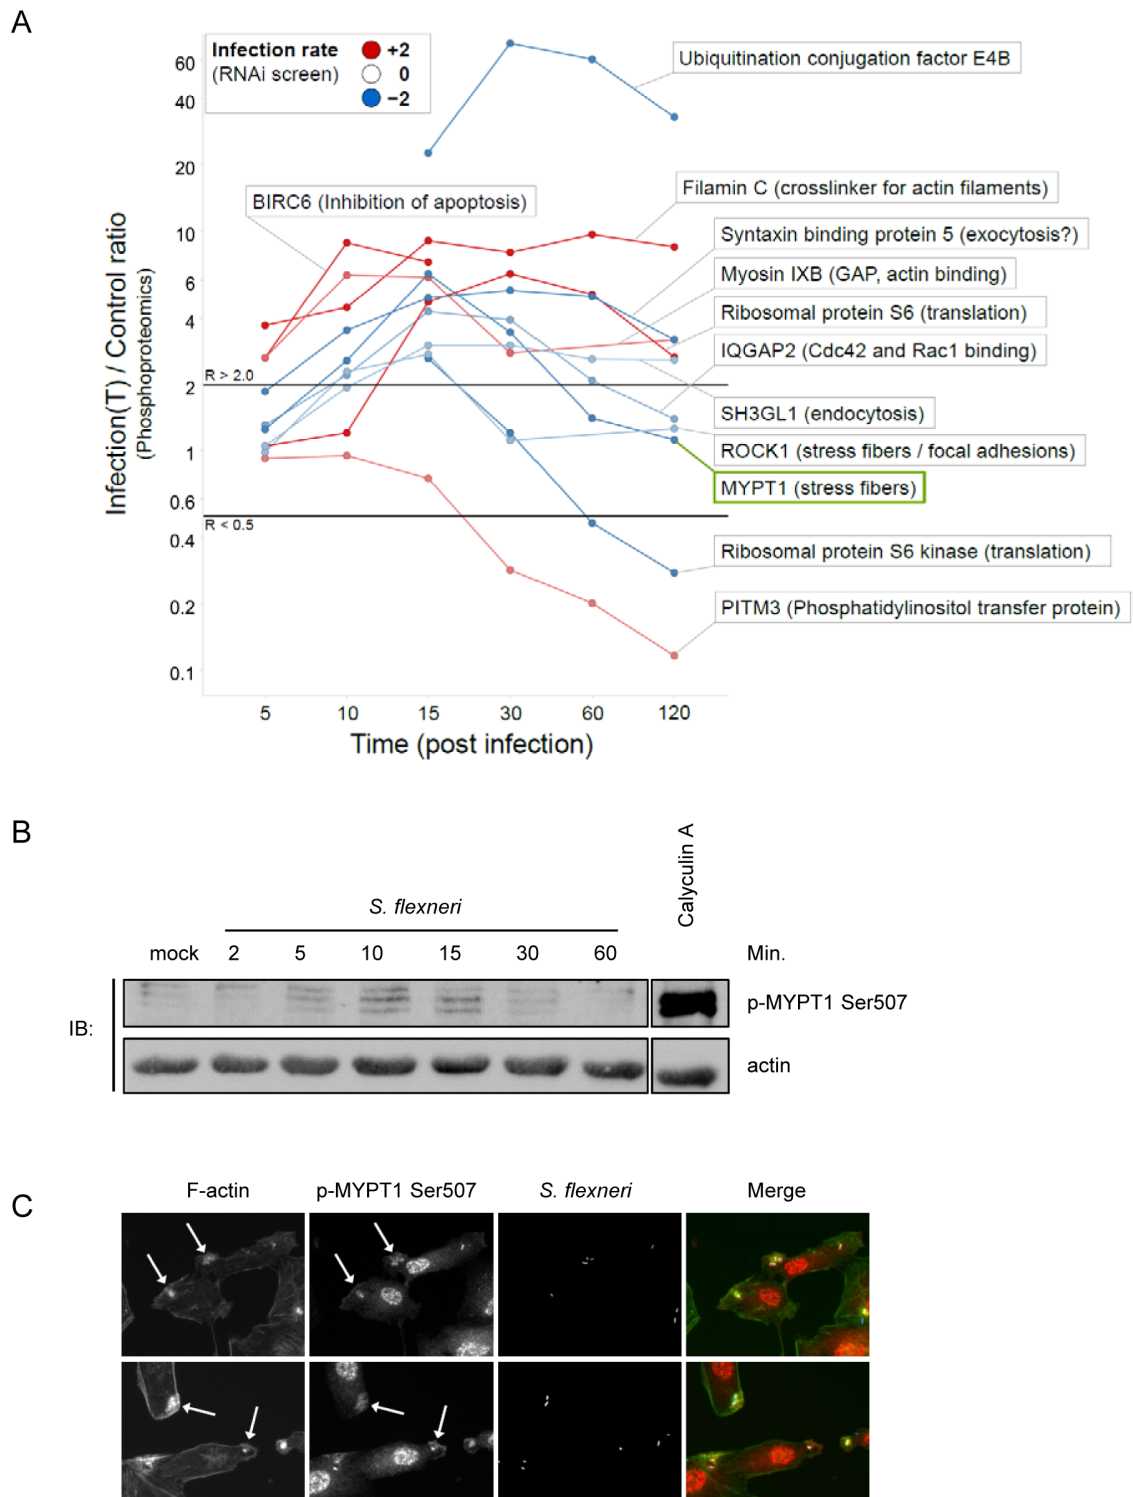 A
Infection rate
(RNAi screen)
+2
0
−2
60
40
20
10
6
4
2
1
0.6
0.4
0.2
0.1
Infection(T) / Control ratio
(Phosphoproteomics)
R > 2.0
R < 0.5
5 10 15 30 60 120
Time (post infection)
Ubiquitination conjugation factor E4B
BIRC6 (Inhibition of apoptosis)
Filamin C (crosslinker for actin filaments)
Syntaxin binding protein 5 (exocytosis?)
Myosin IXB (GAP, actin binding)
Ribosomal protein S6 (translation)
IQGAP2 (Cdc42 and Rac1 binding)
SH3GL1 (endocytosis)
ROCK1 (stress fibers / focal adhesions)
MYPT1 (stress fibers)
Ribosomal protein S6 kinase (translation)
PITM3 (Phosphatidylinositol transfer protein)
B
S. flexneri
Calyculin A
mock 2 5 10 15 30 60 Min.
IB:
p-MYPT1 Ser507
actin
C
F-actin p-MYPT1 Ser507 S. flexneri Merge